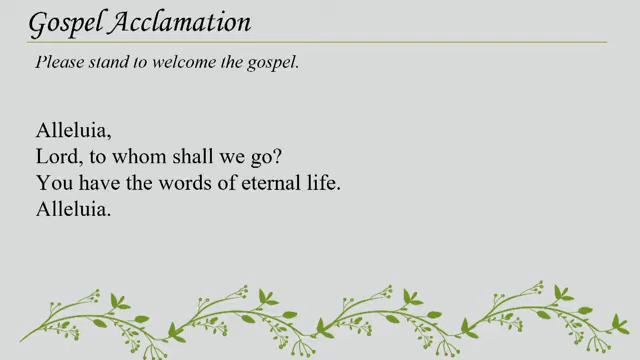 Gospel Acclamation
Please stand to welcome the gospel.
Alleluia,
Lord, to whom shall we go?
You have the words of eternal life.
Alleluia.